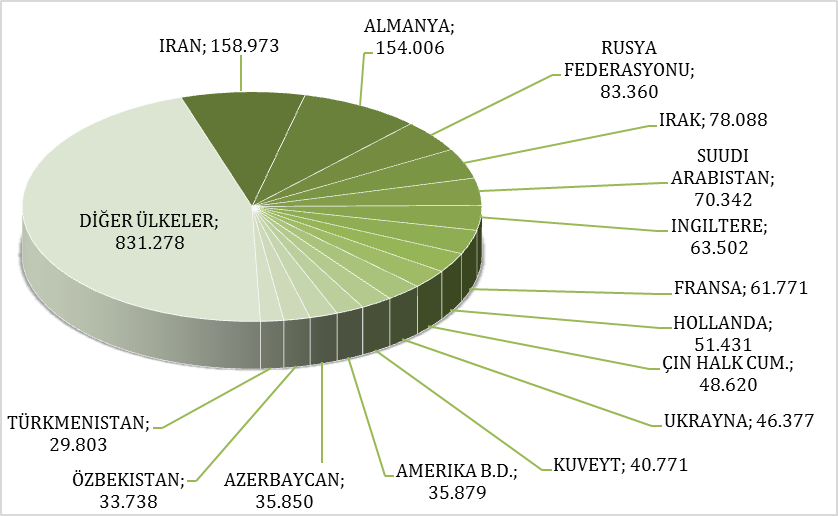 IRAN; 158.973
ALMANYA;
154.006
RUSYA
FEDERASYONU;
83.360
IRAK; 78.088
SUUDI
ARABISTAN;
70.342
INGILTERE;
63.502
FRANSA; 61.771
HOLLANDA;
51.431
ÇIN HALK CUM.;
48.620
UKRAYNA; 46.377
KUVEYT; 40.771
AMERIKA B.D.;
35.879
AZERBAYCAN;
35.850
ÖZBEKISTAN;
33.738
TÜRKMENISTAN;
29.803
DİĞER ÜLKELER;
831.278